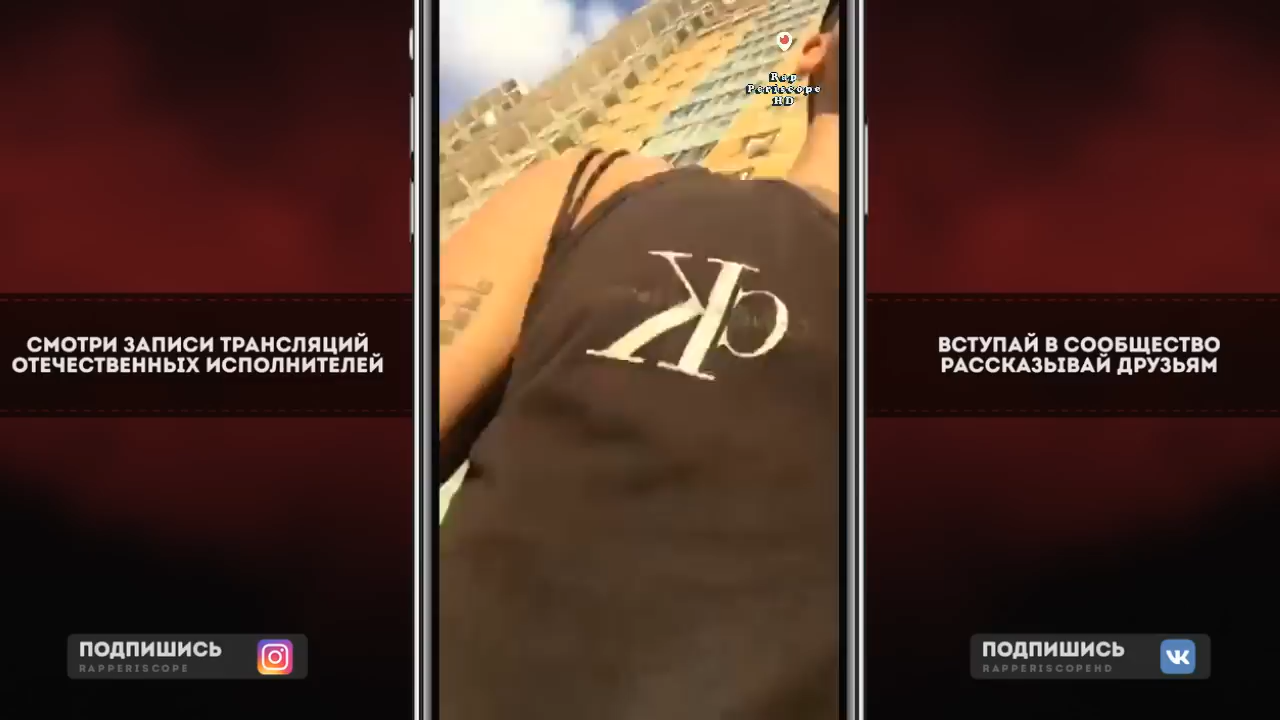 Rap
Periscope
HD
cK
СМОТРИ ЗАПИСИ ТРАНСЛЯЦИЙ
ОТЕЧЕСТВЕННЫХ ИСПОЛНИТЕЛЕЙ
ВСТУПАЙ В СООБЩЕСТВО
РАССКАЗЫВАЙ ДРУЗЬЯМ
ПОДПИШИСЬ
RAPPERISCOPE
ПОДПИШИСЬ
RAPPERISCOPEHD